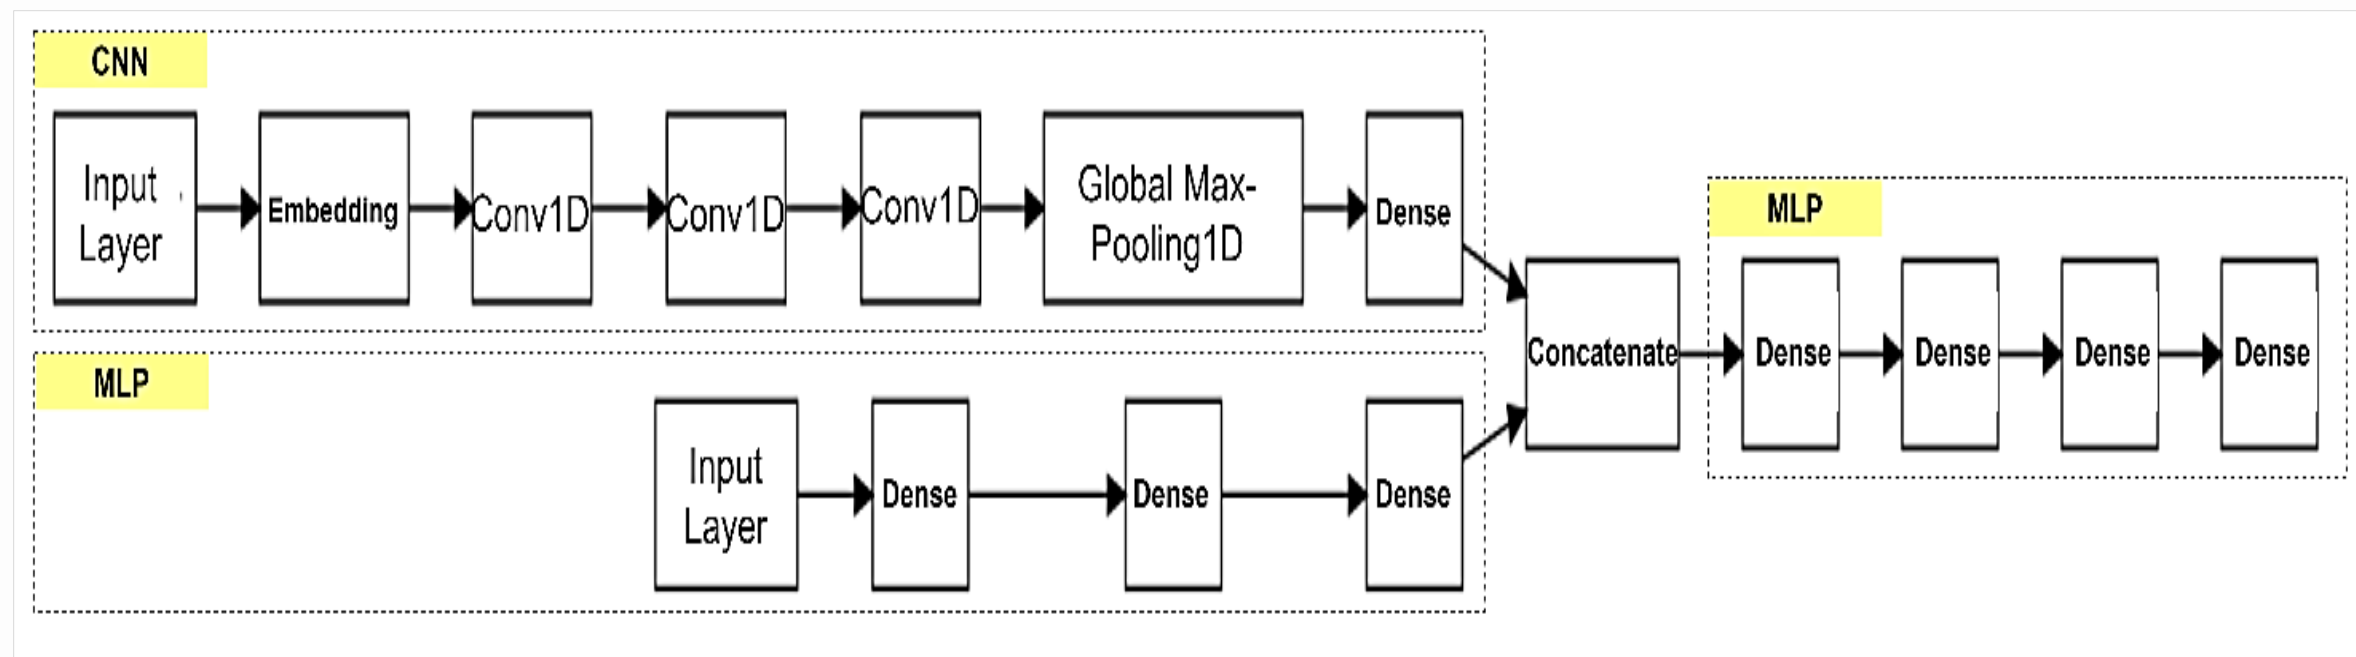 CNN
Input
Layer
Embedding
Conv1D
Conv1D
Conv1D
Global Max-
Pooling1D
Dense
MLP
Input
Layer
Dense
Dense
Dense
Concatenate
MLP
Dense
Dense
Dense
Dense